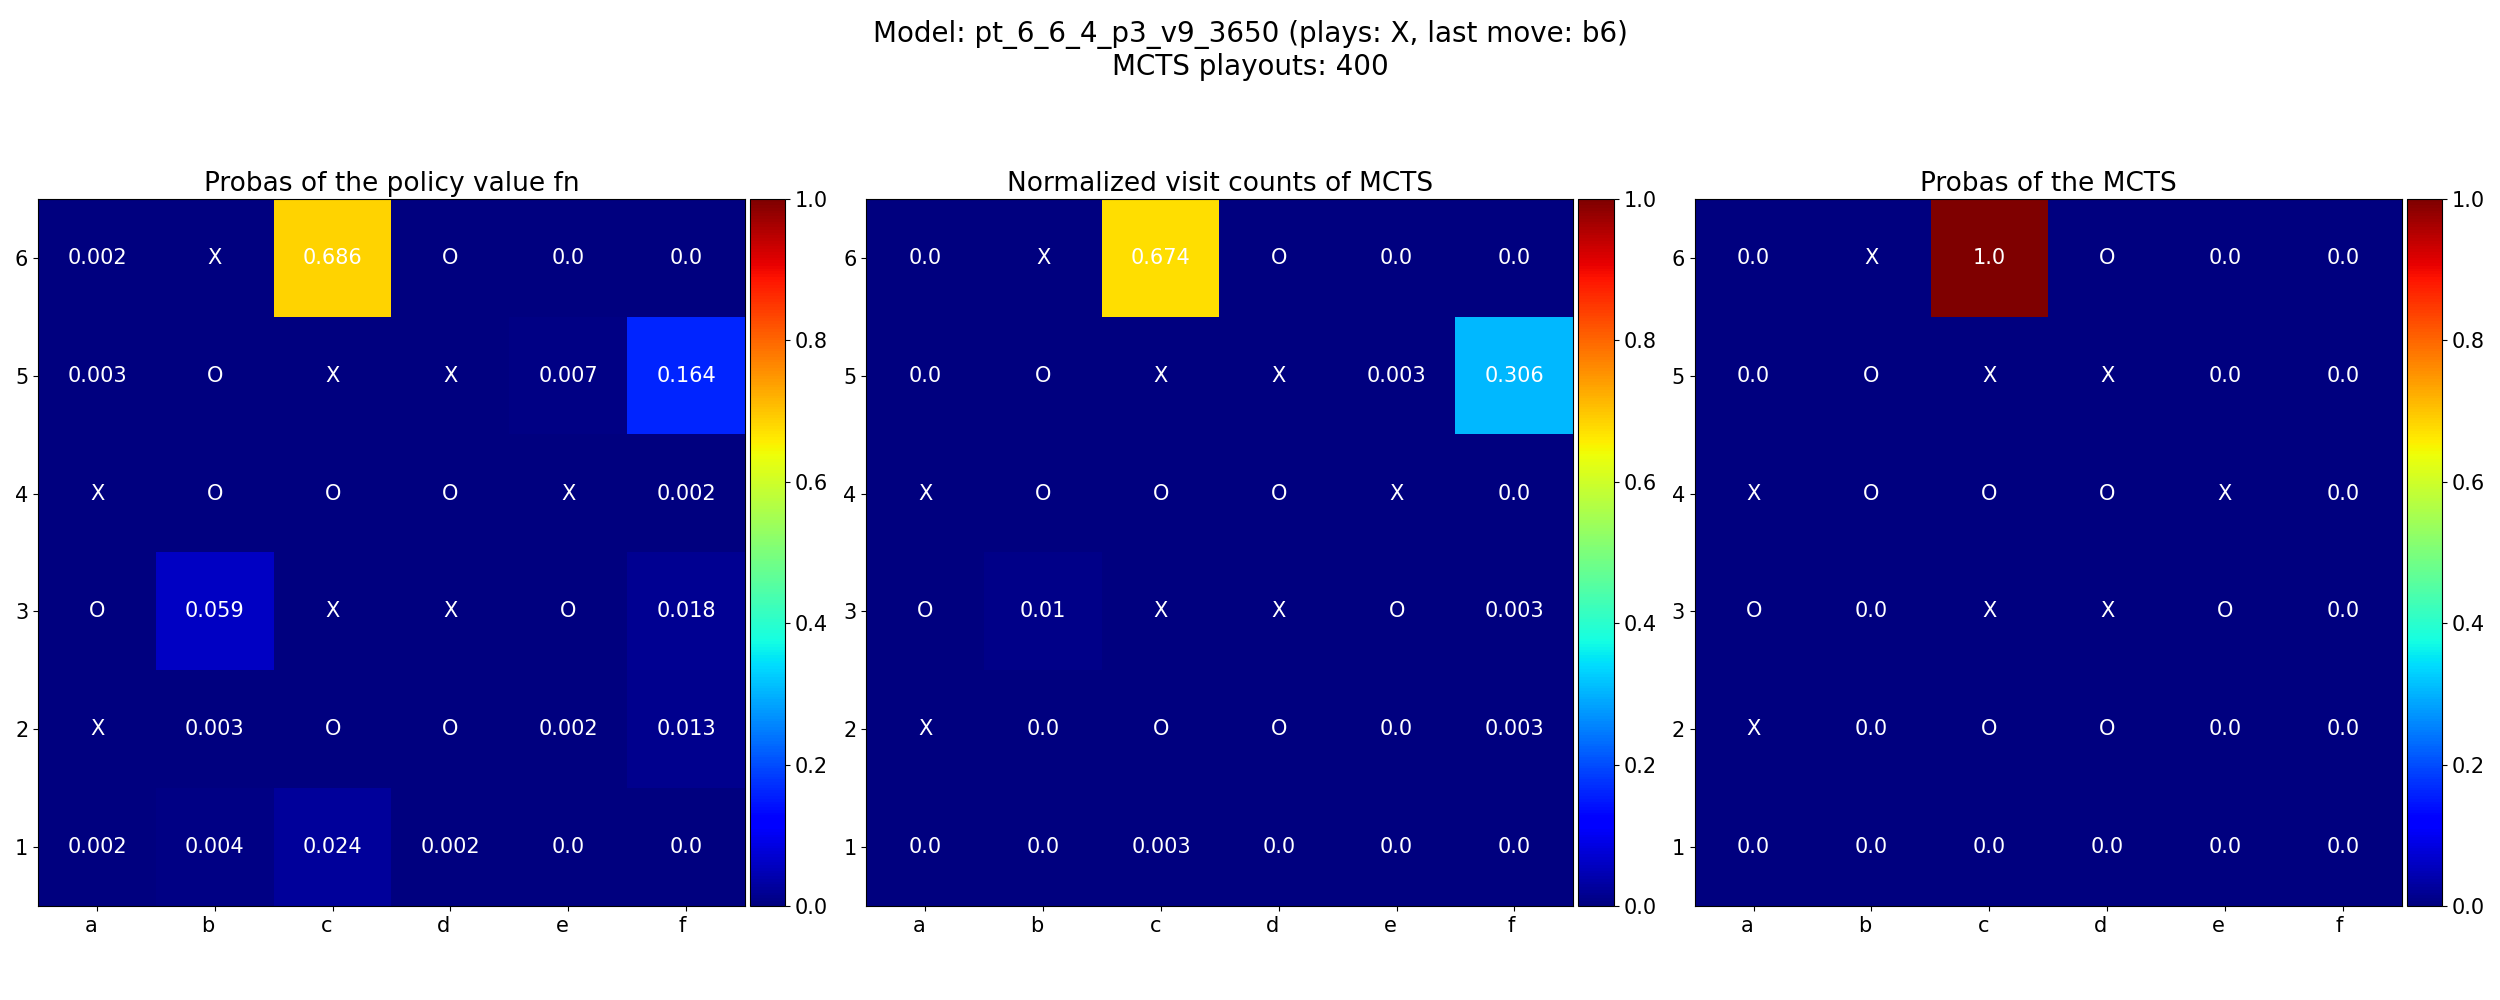 Model: pt_6_6_4_p3_v9_3650 (plays: X, last move: b6)
MCTS playouts: 400
Probas of the policy value fn
1.0
6 0.002 X 0.686 O 0.0 0.0
0.8
5 0.003 O X X 0.007 0.164
4 X O O O X 0.002
0.6
3 O 0.059 X X O 0.018
0.4
2 X 0.003 O O 0.002 0.013
0.2
1 0.002 0.004 0.024 0.002 0.0 0.0
0.0
a b c d e f
Normalized visit counts of MCTS
1.0
6 0.0 X 0.674 O 0.0 0.0
0.8
5 0.0 O X X 0.003 0.306
4 X O O O X 0.0
0.6
3 O 0.01 X X O 0.003
0.4
2 X 0.0 O O 0.0 0.003
0.2
1 0.0 0.0 0.003 0.0 0.0 0.0
0.0
a b c d e f
Probas of the MCTS
1.0
6 0.0 X 1.0 O 0.0 0.0
0.8
5 0.0 O X X 0.0 0.0
4 X O O O X 0.0
0.6
3 O 0.0 X X O 0.0
0.4
2 X 0.0 O O 0.0 0.0
0.2
1 0.0 0.0 0.0 0.0 0.0 0.0
0.0
a b c d e f